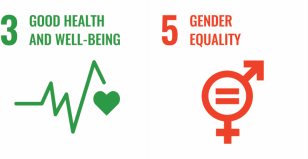 3 GOOD HEALTH
AND WELL-BEING
5 GENDER
EQUALITY